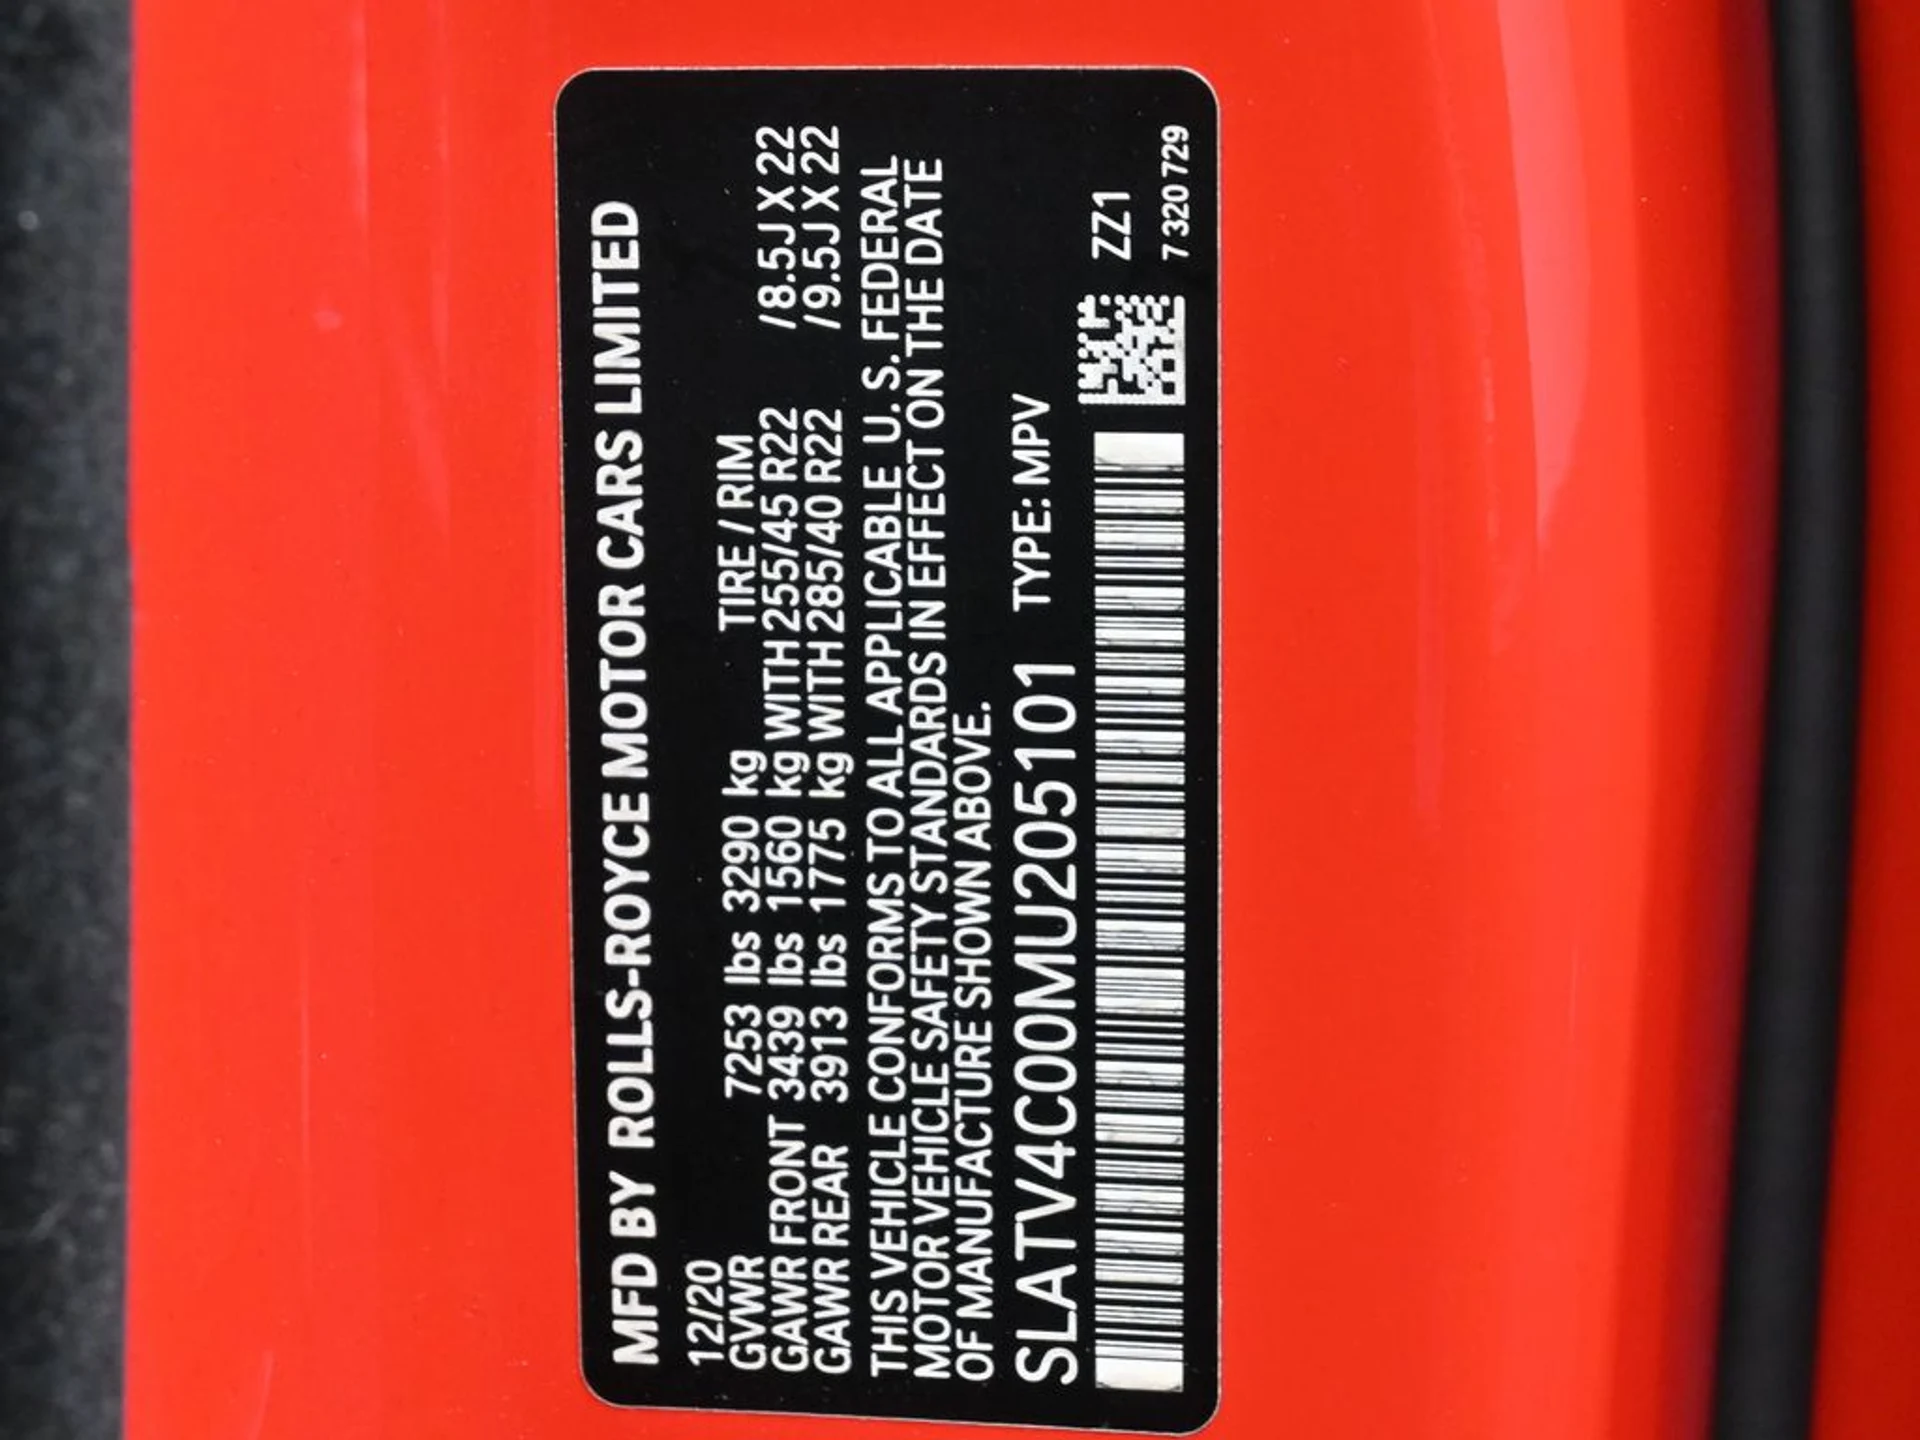 MFD BY ROLLS-ROYCE MOTOR CARS LIMITED
12/20
GVWR 7253 lbs 3290 kg TIRE / RIM
GAWR FRONT 3439 lbs 1560 kg WITH 255/45 R22 /8.5J X 22
GAWR REAR 3913 lbs 1775 kg WITH 285/40 R22 /9.5J X 22
THIS VEHICLE CONFORMS TO ALL APPLICABLE U.S. FEDERAL
MOTOR VEHICLE SAFETY STANDARDS IN EFFECT ON THE DATE
OF MANUFACTURE SHOWN ABOVE.
SLATV4C00MU205101 TYPE: MPV
ZZ1
7320729